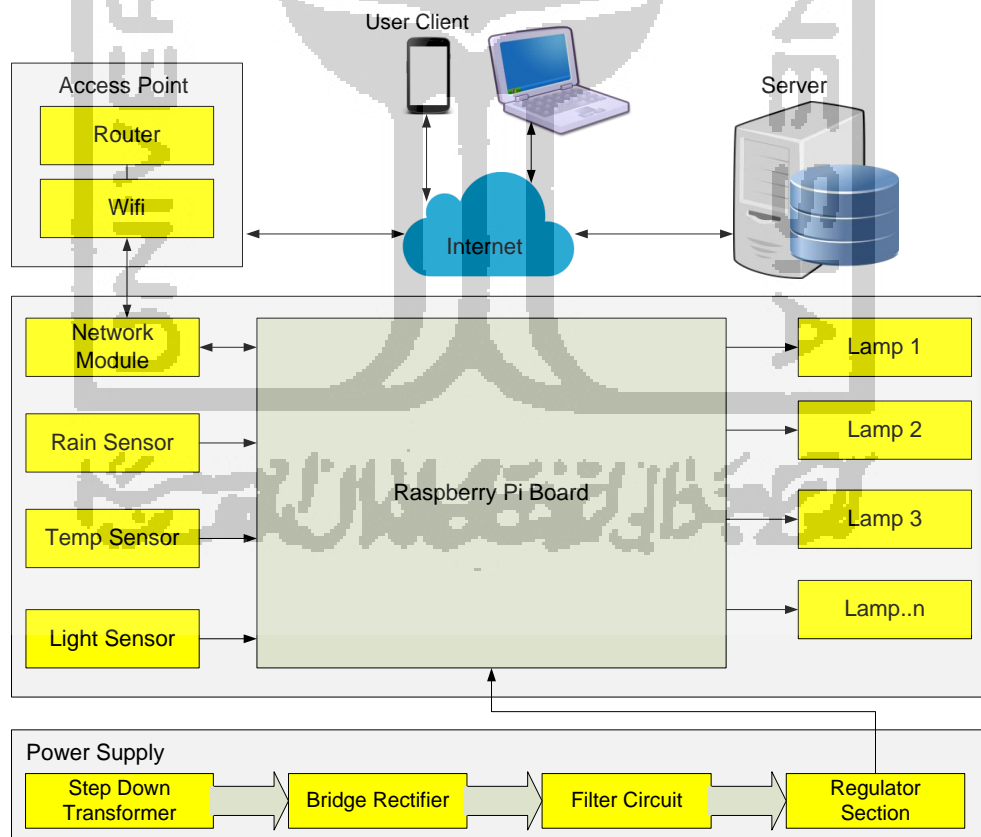 User Client
Access Point
Server
Router
Wifi
Internet
Network
Module
Lamp 1
Rain Sensor
Lamp 2
Raspberry Pi Board
Temp Sensor
Lamp 3
Light Sensor
Lamp..n
Power Supply
Step Down
Transformer
Bridge Rectifier
Filter Circuit
Regulator
Section